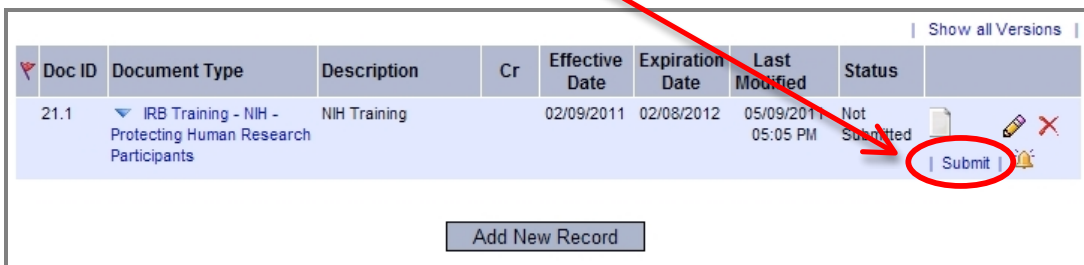 | Show all Versions |
Doc ID Document Type Description Cr Effective Date Expiration Date Last Modified Status
21.1 IRB Training - NIH - Protecting Human Research Participants NIH Training 02/09/2011 02/08/2012 05/09/2011 05:05 PM Not Submitted
| Submit |
Add New Record